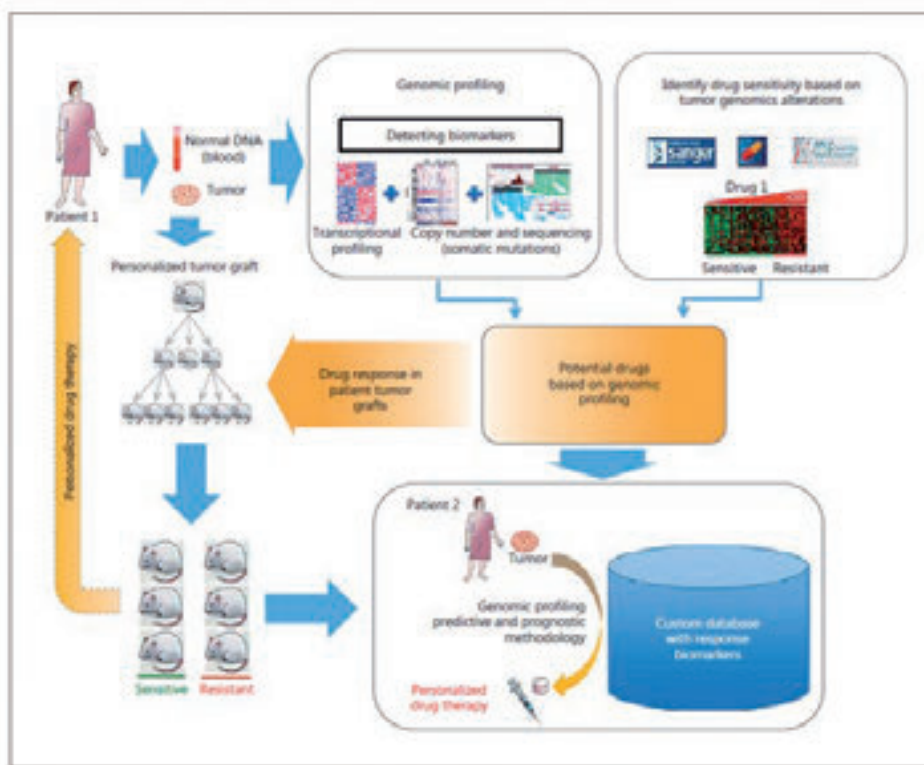 Patient 1
Normal DNA
(blood)
Tumor
Genomic profiling
Detecting biomarkers
Transcriptional
profiling
Copy number and sequencing
(somatic mutations)
Identify drug sensitivity based on
tumor genomics alterations
sanger
Drug 1
Sensitive
Resistant
Personalized tumor graft
Drug response in
patient tumor
grafts
Potential drugs
based on genomic
profiling
Personalized drug therapy
Sensitive
Resistant
Patient 2
Tumor
Genomic profiling
predictive and prognostic
methodology
Personalized
drug therapy
Custom database
with response
biomarkers